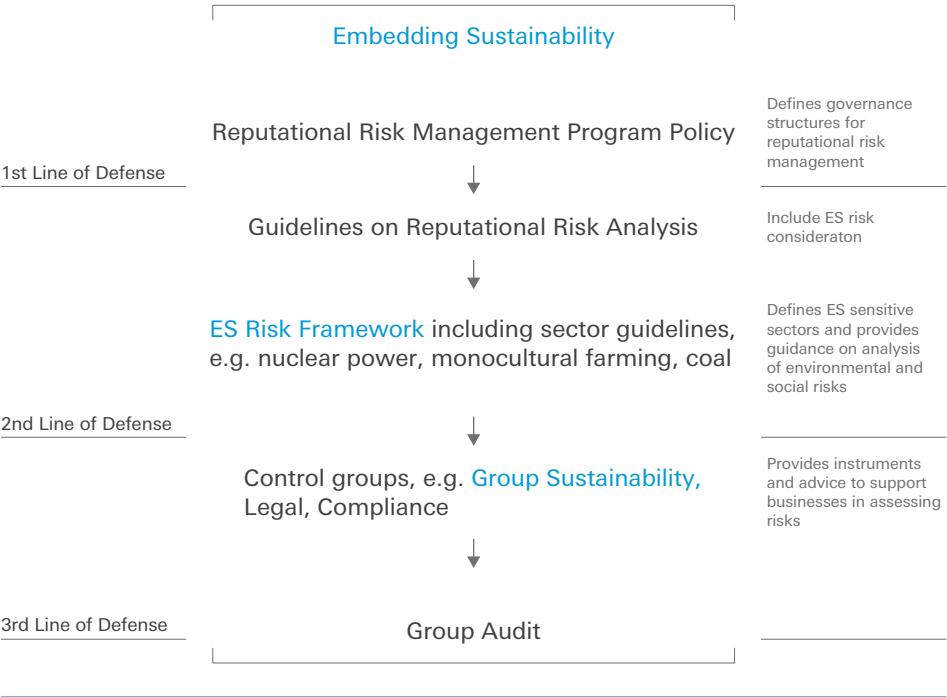 Embedding Sustainability
Reputational Risk Management Program Policy
Defines governance
structures for
reputational risk
management
1st Line of Defense
Guidelines on Reputational Risk Analysis
Include ES risk
consideraton
ES Risk Framework including sector guidelines,
e.g. nuclear power, monocultural farming, coal
Defines ES sensitive
sectors and provides
guidance on analysis
of environmental and
social risks
2nd Line of Defense
Control groups, e.g. Group Sustainability,
Legal, Compliance
Provides instruments
and advice to support
businesses in assessing
risks
3rd Line of Defense
Group Audit